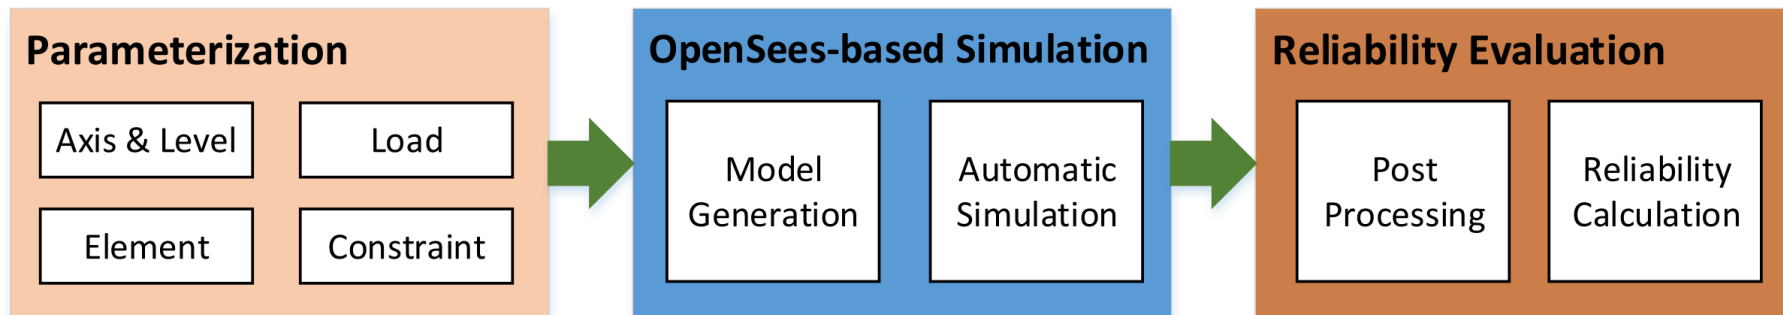 Parameterization
Axis & Level
Load
Element
Constraint
OpenSees-based Simulation
Model
Generation
Automatic
Simulation
Reliability Evaluation
Post
Processing
Reliability
Calculation